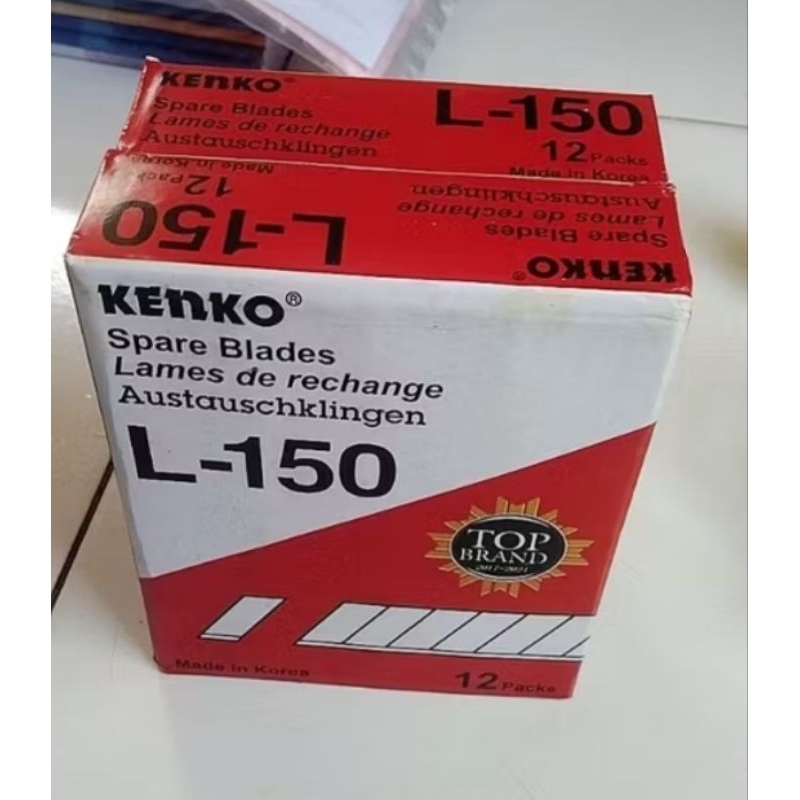 KENKO®
Spare Blades
Lames de rechange
Austauschklingen
L-150
12 Packs
Made in Korea
Made in Korea
12 Packs
L-150
Austauschklingen
Lames de rechange
Spare Blades
KENKO®
KENKO®
Spare Blades
Lames de rechange
Austauschklingen
L-150
TOP
BRAND
2017-2021
Made in Korea
12 Packs